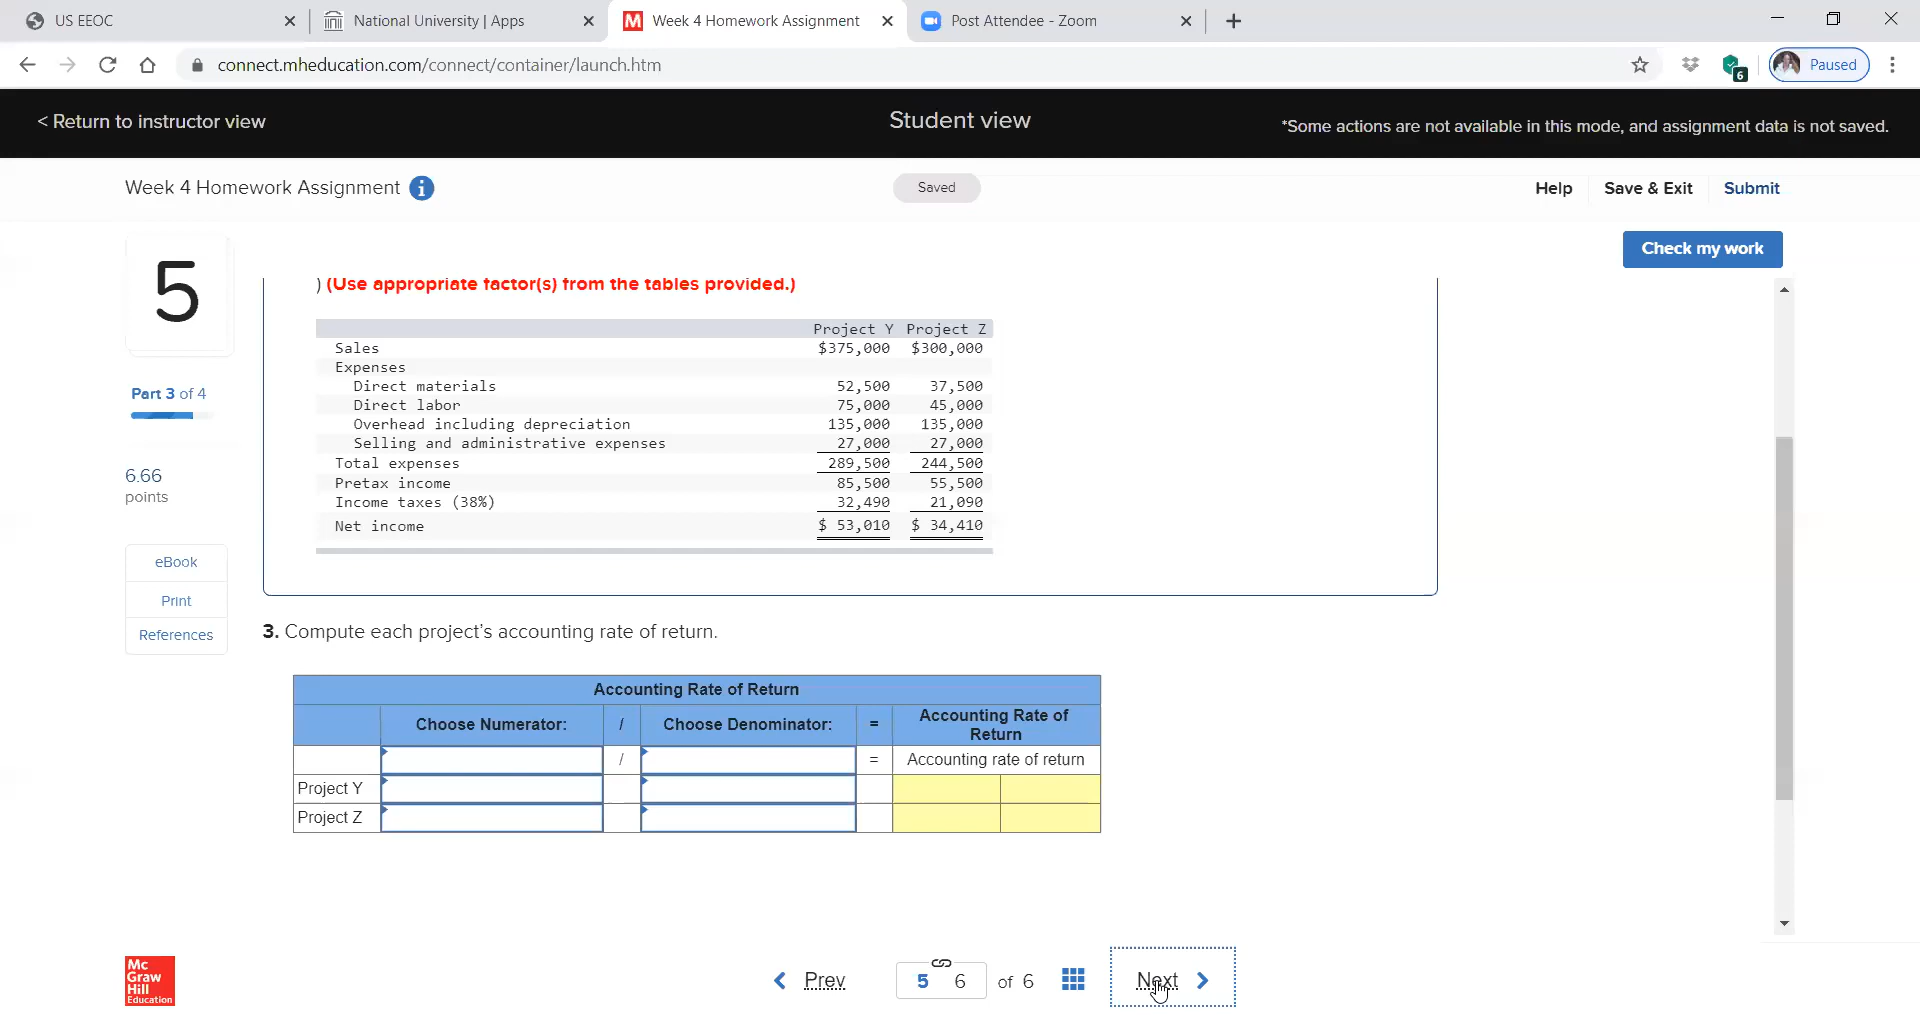 US EEOC
National University | Apps
M Week 4 Homework Assignment
Post Attendee - Zoom
connect.mheducation.com/connect/container/launch.htm
6
Paused
< Return to instructor view
Student view
*Some actions are not available in this mode, and assignment data is not saved.
Week 4 Homework Assignment i
Saved
Help
Save & Exit
Submit
Check my work
5
Part 3 of 4
6.66
points
eBook
Print
References
) (Use appropriate factor(s) from the tables provided.)
Project Y Project Z
Sales $375,000 $300,000
Expenses
Direct materials 52,500 37,500
Direct labor 75,000 45,000
Overhead including depreciation 135,000 135,000
Selling and administrative expenses 27,000 27,000
Total expenses 289,500 244,500
Pretax income 85,500 55,500
Income taxes (38%) 32,490 21,090
Net income $ 53,010 $ 34,410
3. Compute each project's accounting rate of return.
Accounting Rate of Return
Choose Numerator: / Choose Denominator: = Accounting Rate of
Return
/ = Accounting rate of return
Project Y
Project Z
Mc
Graw
Hill
Education
Prev
5 6 of 6
Next